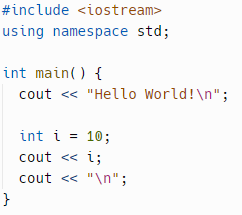 #include <iostream>
using namespace std;

int main() {
  cout << "Hello World!\n";

  int i = 10;
  cout << i;
  cout << "\n";
}